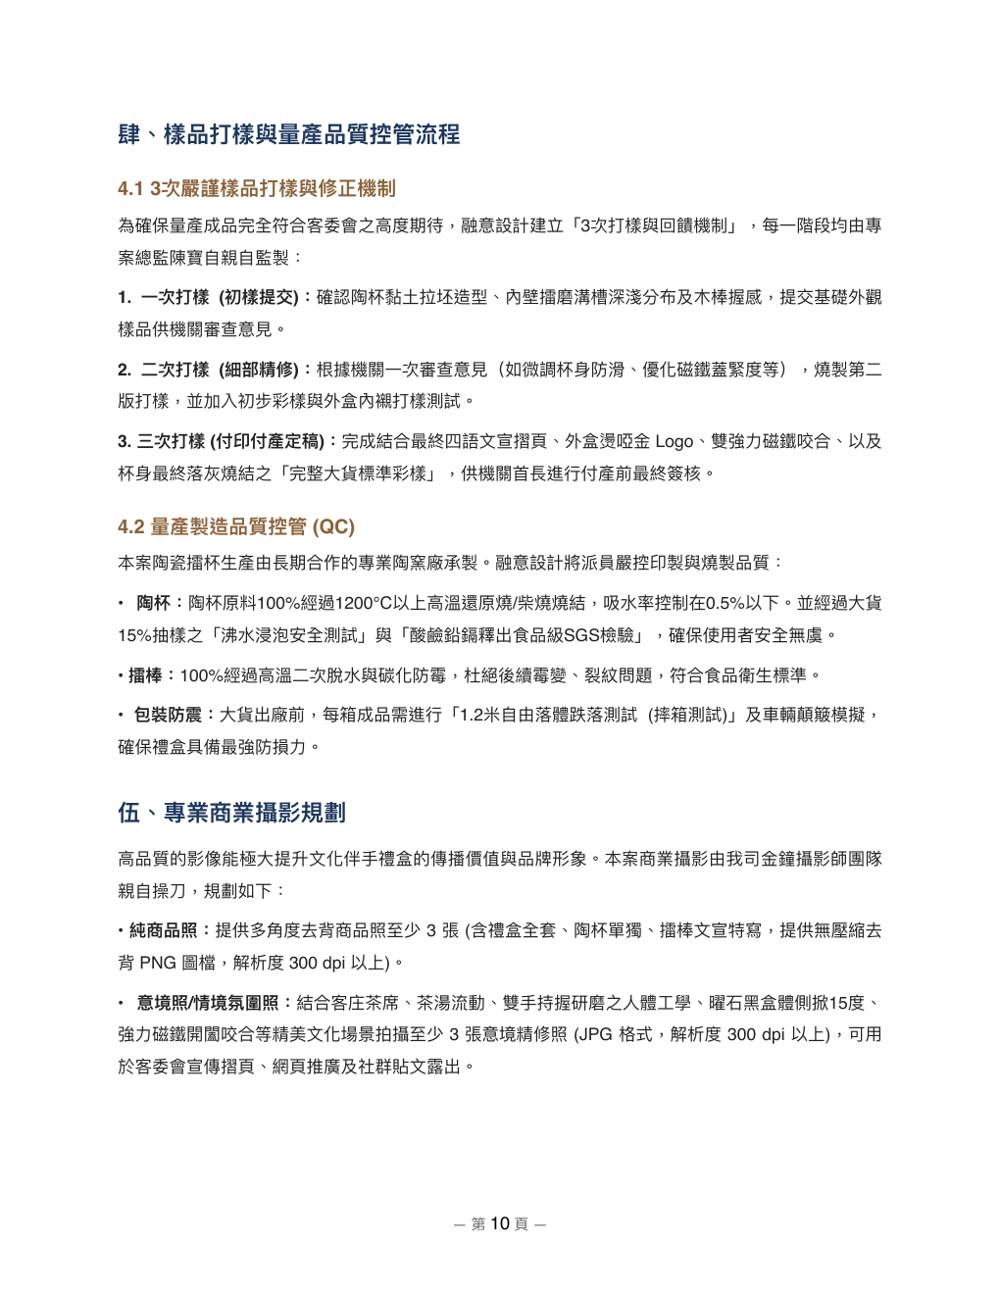 肆、樣品打樣與量產品質控管流程
4.1 3次嚴謹樣品打樣與修正機制
為確保量產成品完全符合客委會之高度期待，融意設計建立「3次打樣與回饋機制」，每一階段均由專
案總監陳寶自親自監製：
1. 一次打樣 (初樣提交)：確認陶杯黏土拉坯造型、內壁擂磨溝槽深淺分布及木棒握感，提交基礎外觀
樣品供機關審查意見。
2. 二次打樣 (細部精修)：根據機關一次審查意見（如微調杯身防滑、優化磁鐵蓋緊度等），燒製第二
版打樣，並加入初步彩樣與外盒內襯打樣測試。
3. 三次打樣 (付印付產定稿)：完成結合最終四語文宣摺頁、外盒燙啞金 Logo、雙強力磁鐵咬合、以及
杯身最終落灰燒結之「完整大貨標準彩樣」，供機關首長進行付產前最終簽核。
4.2 量產製造品質控管 (QC)
本案陶瓷擂杯生產由長期合作的專業陶窯廠承製。融意設計將派員嚴控印製與燒製品質：
• 陶杯：陶杯原料100%經過1200°C以上高溫還原燒/柴燒燒結，吸水率控制在0.5%以下。並經過大貨
15%抽樣之「沸水浸泡安全測試」與「酸鹼鉛鎘釋出食品級SGS檢驗」，確保使用者安全無虞。
• 擂棒：100%經過高溫二次脫水與碳化防霉，杜絕後續霉變、裂紋問題，符合食品衛生標準。
• 包裝防震：大貨出廠前，每箱成品需進行「1.2米自由落體跌落測試 (摔箱測試)」及車輛顛簸模擬，
確保禮盒具備最強防損力。
伍、專業商業攝影規劃
高品質的影像能極大提升文化伴手禮盒的傳播價值與品牌形象。本案商業攝影由我司金鐘攝影師團隊
親自操刀，規劃如下：
• 純商品照：提供多角度去背商品照至少 3 張 (含禮盒全套、陶杯單獨、擂棒文宣特寫，提供無壓縮去
背 PNG 圖檔，解析度 300 dpi 以上)。
• 意境照/情境氛圍照：結合客庄茶席、茶湯流動、雙手持握研磨之人體工學、曜石黑盒體側掀15度、
強力磁鐵開闔咬合等精美文化場景拍攝至少 3 張意境精修照 (JPG 格式，解析度 300 dpi 以上)，可用
於客委會宣傳摺頁、網頁推廣及社群貼文露出。
— 第 10 頁 —